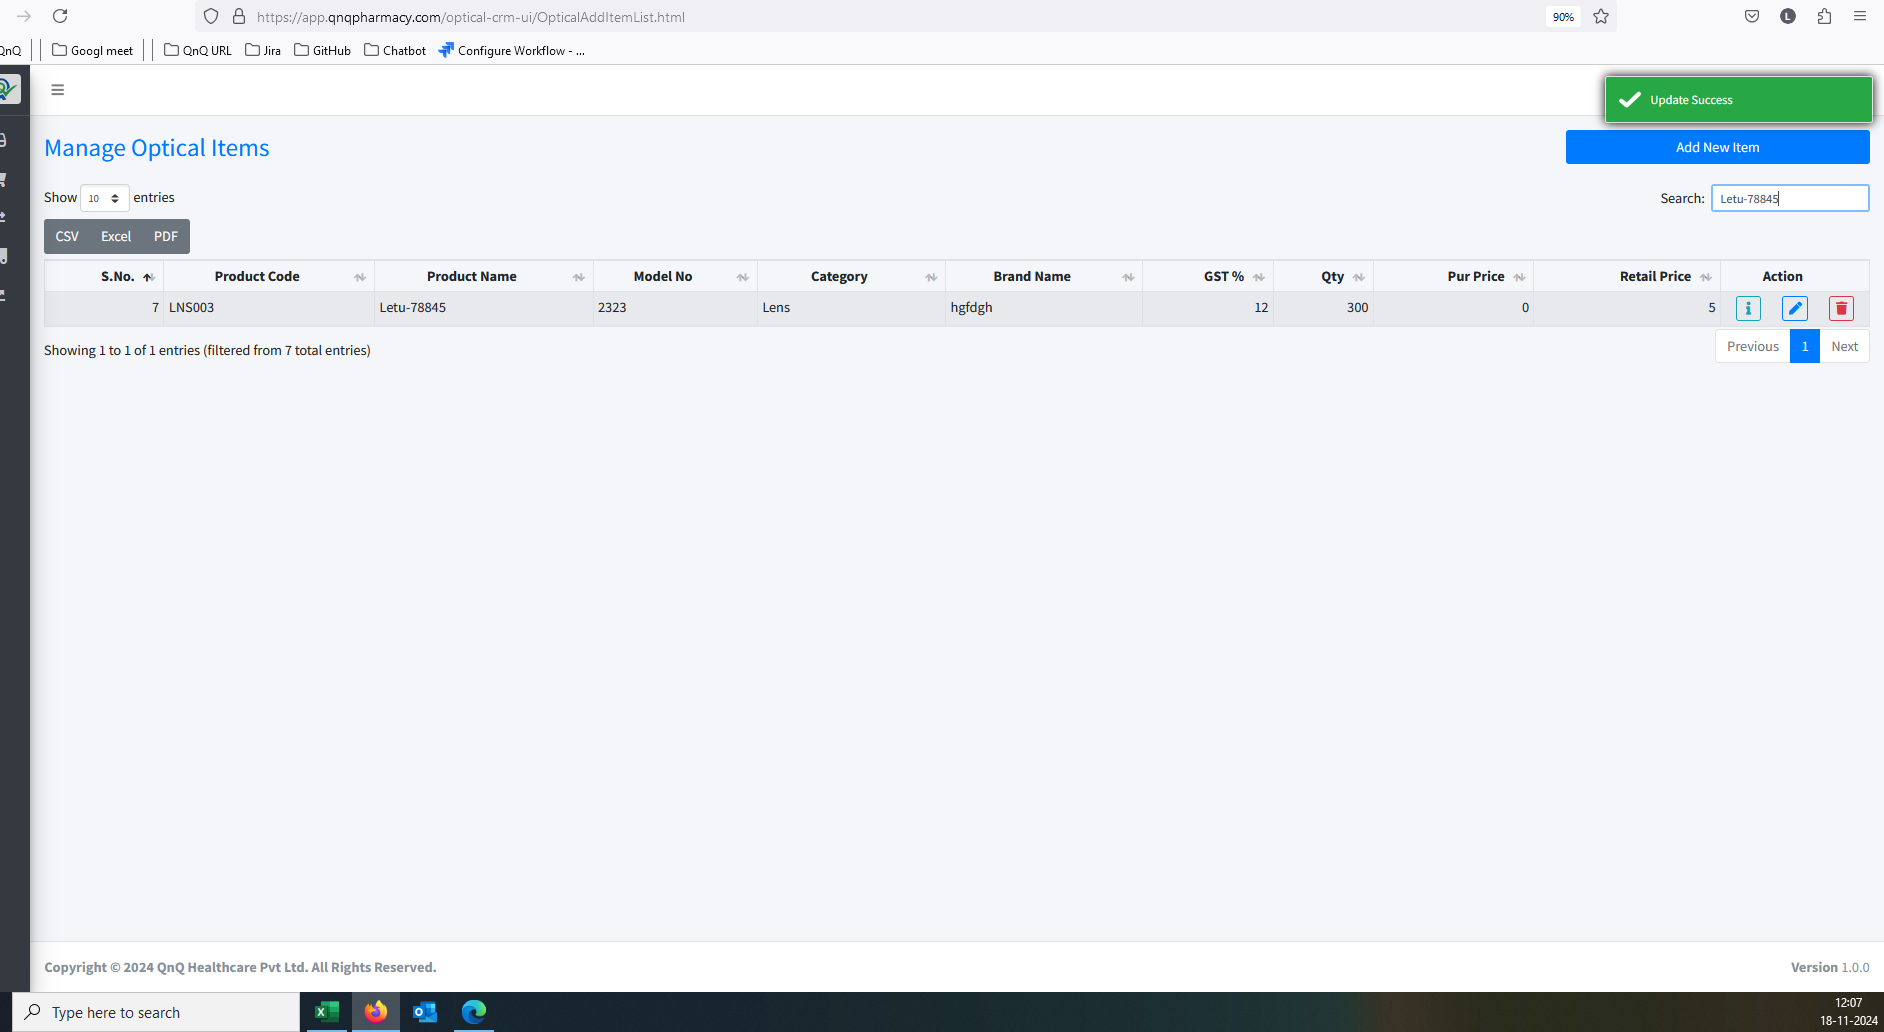 https://app.qnqpharmacy.com/optical-crm-ui/OpticalAddItemList.html 90% L
QnQ Googl meet QnQ URL Jira GitHub Chatbot Configure Workflow - ...
Update Success
Manage Optical Items Add New Item
Show 10 entries Search: Letu-78845
CSV Excel PDF
S.No. Product Code Product Name Model No Category Brand Name GST % Qty Pur Price Retail Price Action
7 LNS003 Letu-78845 2323 Lens hgfdgh 12 300 0 5
Showing 1 to 1 of 1 entries (filtered from 7 total entries) Previous 1 Next
Copyright © 2024 QnQ Healthcare Pvt Ltd. All Rights Reserved. Version 1.0.0
Type here to search 12:07
18-11-2024